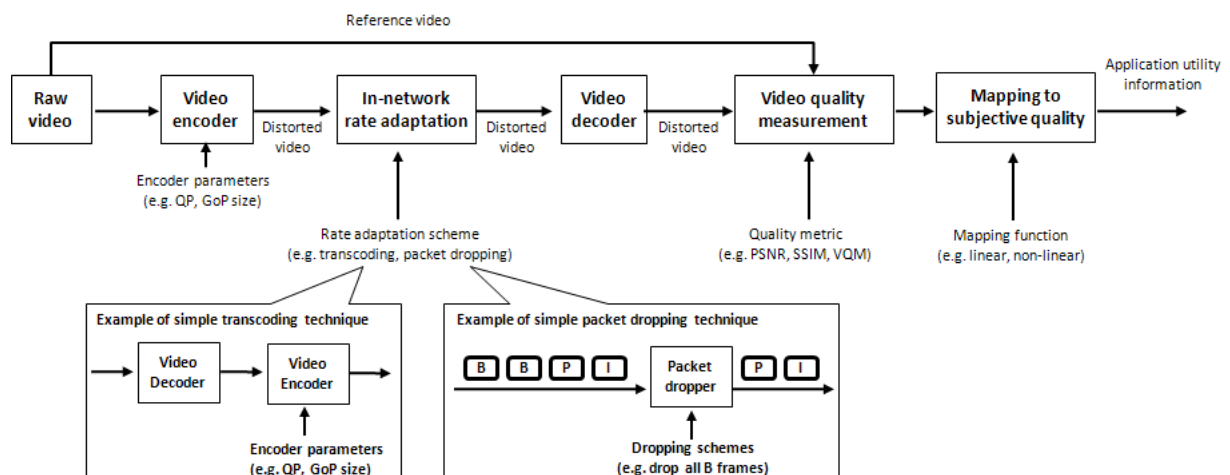 Reference video
Raw
video
Video
encoder
Distorted
video
In-network
rate adaptation
Distorted
video
Video
decoder
Distorted
video
Video quality
measurement
Mapping to
subjective quality
Application utility
information
Encoder parameters
(e.g. QP, GoP size)
Rate adaptation scheme
(e.g. transcoding, packet dropping)
Quality metric
(e.g. PSNR, SSIM, VQM)
Mapping function
(e.g. linear, non-linear)
Example of simple transcoding technique
Video
Decoder
Video
Encoder
Encoder parameters
(e.g. QP, GoP size)
Example of simple packet dropping technique
B B P I
Packet
dropper
P I
Dropping schemes
(e.g. drop all B frames)